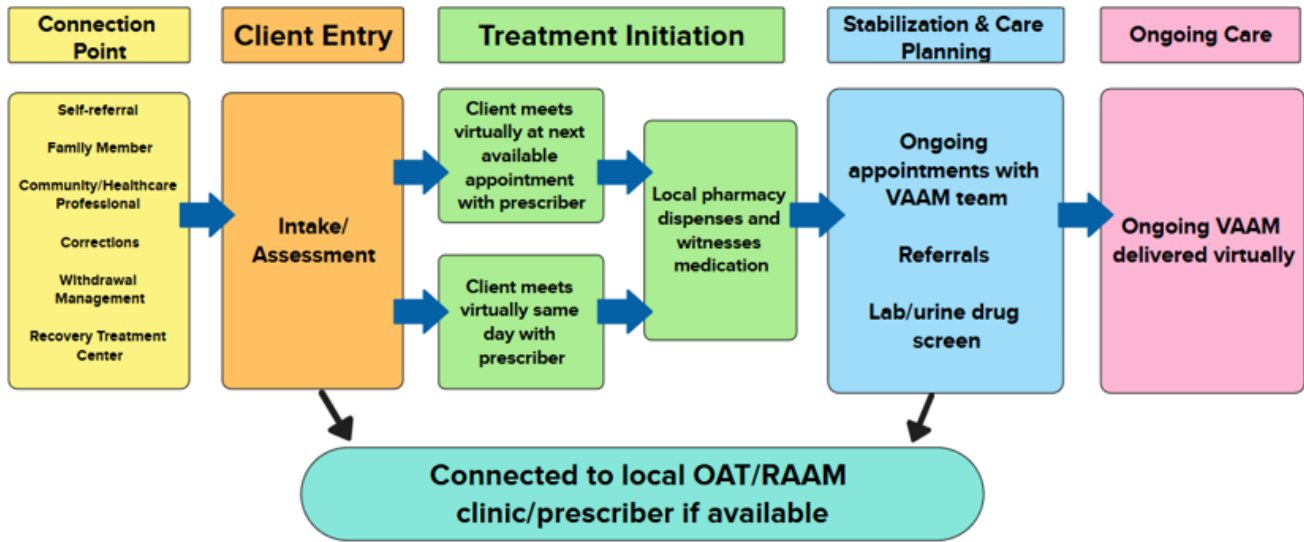 Connection
Point
Client Entry
Treatment Initiation
Stabilization & Care
Planning
Ongoing Care
Self-referral
Family Member
Community/Healthcare
Professional
Corrections
Withdrawal
Management
Recovery Treatment
Center
Intake/
Assessment
Client meets
virtually at next
available
appointment
with prescriber
Client meets
virtually same
day with
prescriber
Local pharmacy
dispenses and
witnesses
medication
Ongoing
appointments with
VAAM team
Referrals
Lab/urine drug
screen
Ongoing VAAM
delivered virtually
Connected to local OAT/RAAM
clinic/prescriber if available